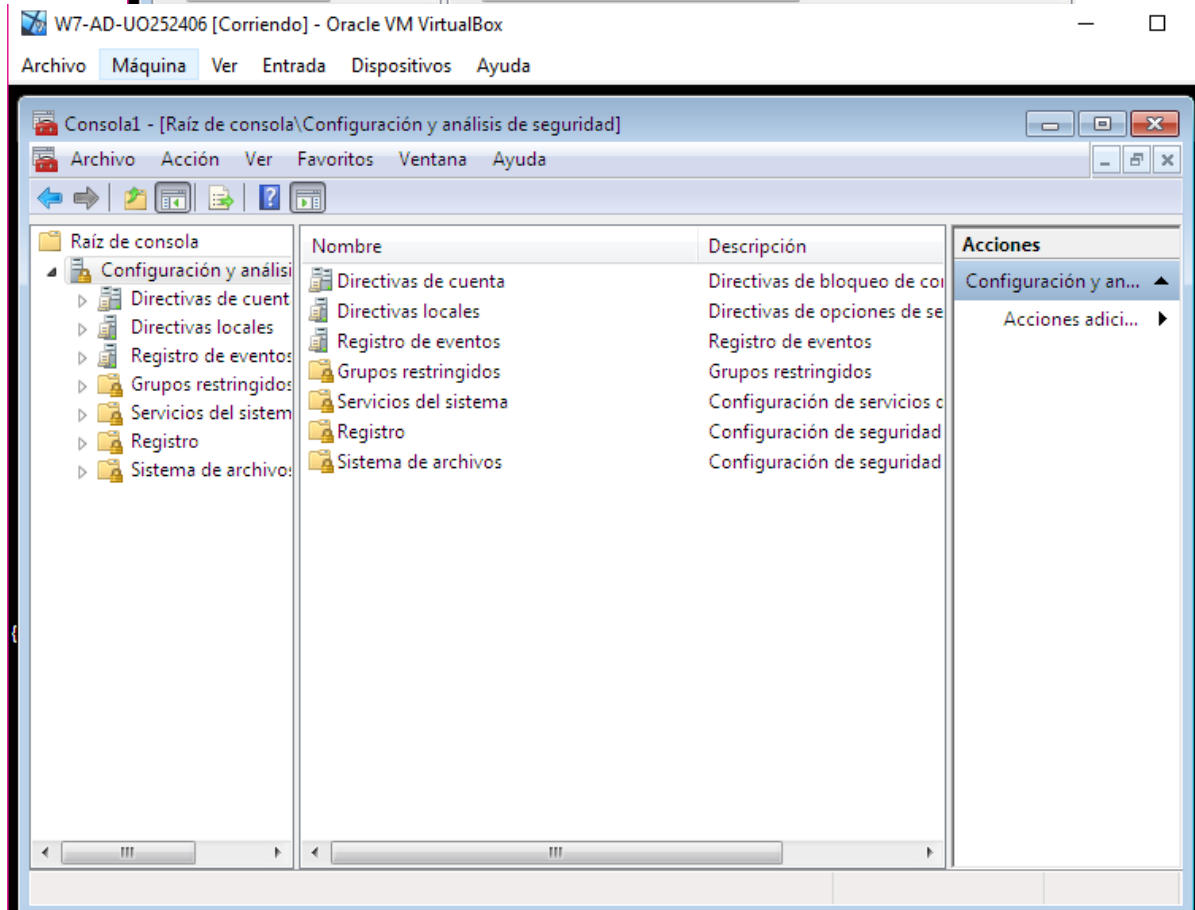 W7-AD-UO252406 [Corriendo] - Oracle VM VirtualBox
Archivo Máquina Ver Entrada Dispositivos Ayuda
Consola1 - [Raíz de consola\Configuración y análisis de seguridad]
Archivo Acción Ver Favoritos Ventana Ayuda
Raíz de consola
Configuración y análisi
Directivas de cuent
Directivas locales
Registro de eventos
Grupos restringidos
Servicios del sistem
Registro
Sistema de archivos
Nombre Descripción
Directivas de cuenta Directivas de bloqueo de con
Directivas locales Directivas de opciones de se
Registro de eventos Registro de eventos
Grupos restringidos Grupos restringidos
Servicios del sistema Configuración de servicios d
Registro Configuración de seguridad
Sistema de archivos Configuración de seguridad
Acciones
Configuración y an...
Acciones adici...
{